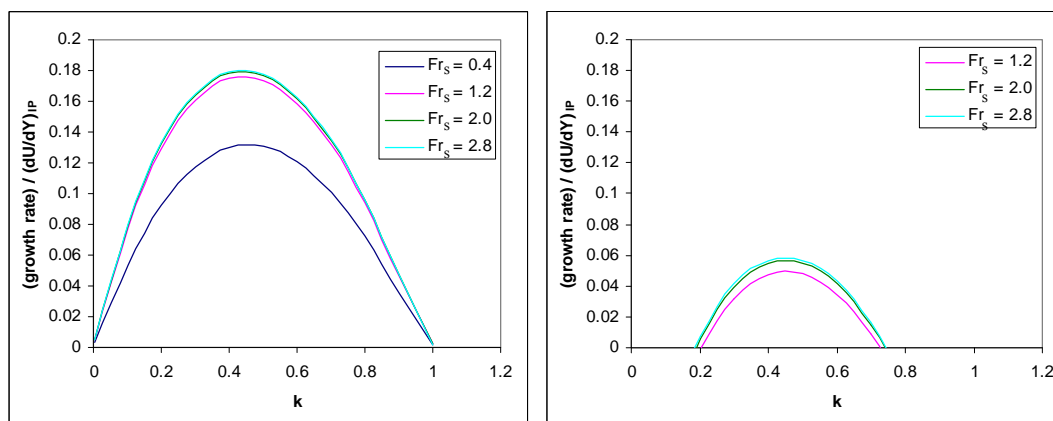 0.2
0.18
0.16
0.14
0.12
0.1
0.08
0.06
0.04
0.02
0
(growth rate) / (dU/dY)IP
0 0.2 0.4 0.6 0.8 1 1.2
k
FrS = 0.4
FrS = 1.2
FrS = 2.0
FrS = 2.8
0.2
0.18
0.16
0.14
0.12
0.1
0.08
0.06
0.04
0.02
0
(growth rate) / (dU/dY)IP
0 0.2 0.4 0.6 0.8 1 1.2
k
FrS = 1.2
FrS = 2.0
Frs = 2.8